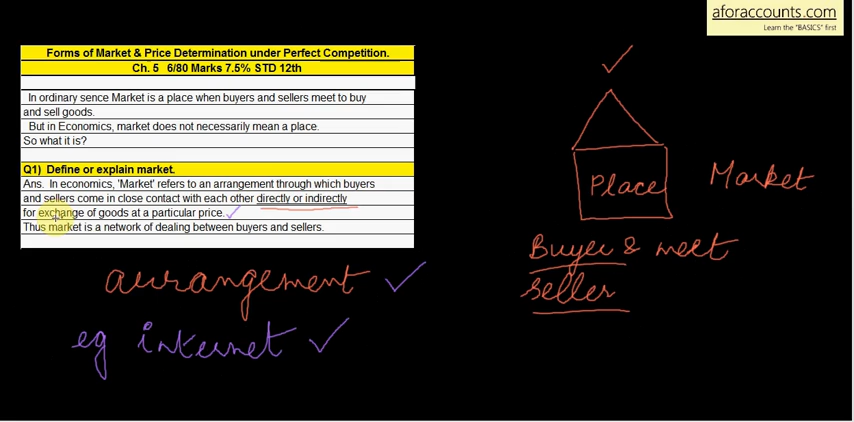 aforaccounts.com
Learn the "BASICS" first
Forms of Market & Price Determination under Perfect Competition.
Ch. 5 6/80 Marks 7.5% STD 12th
In ordinary sence Market is a place when buyers and sellers meet to buy
and sell goods.
But in Economics, market does not necessarily mean a place.
So what it is?
Q1) Define or explain market.
Ans. In economics, 'Market' refers to an arrangement through which buyers
and sellers come in close contact with each other directly or indirectly
for exchange of goods at a particular price.
Thus market is a network of dealing between buyers and sellers.
arrangement
eg internet
Place
Market
Buyer & meet
seller